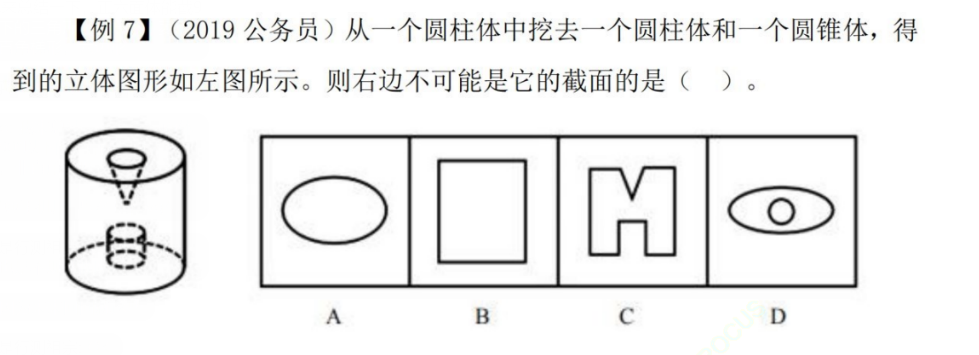 【例 7】（2019 公务员）从一个圆柱体中挖去一个圆柱体和一个圆锥体，得
到的立体图形如左图所示。则右边不可能是它的截面的是（　）。
A B C D